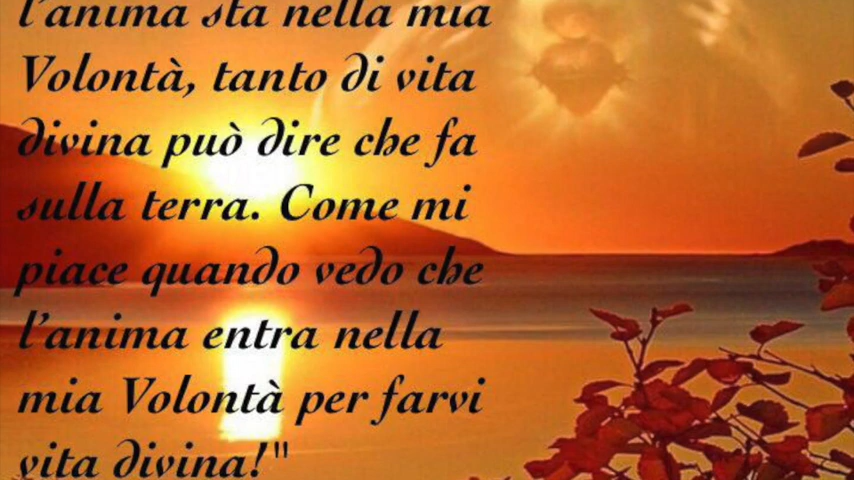 l'anima sta nella mia
Volontà, tanto di vita
divina può dire che fa
sulla terra. Come mi
piace quando vedo che
l'anima entra nella
mia Volontà per farvi
vita divina!"